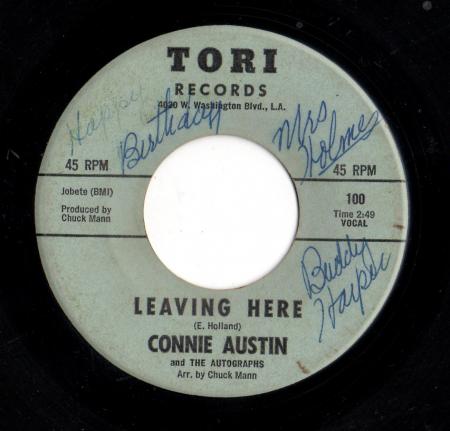 TORI
RECORDS
4020 W. Washington Blvd., L.A.
Happy
Birthday
Mrs
Holmes
45 RPM
45 RPM
Jobete (BMI)
Produced by
Chuck Mann
100
Time 2:49
VOCAL
Buddy
Harper
LEAVING HERE
(E. Holland)
CONNIE AUSTIN
and THE AUTOGRAPHS
Arr. by Chuck Mann